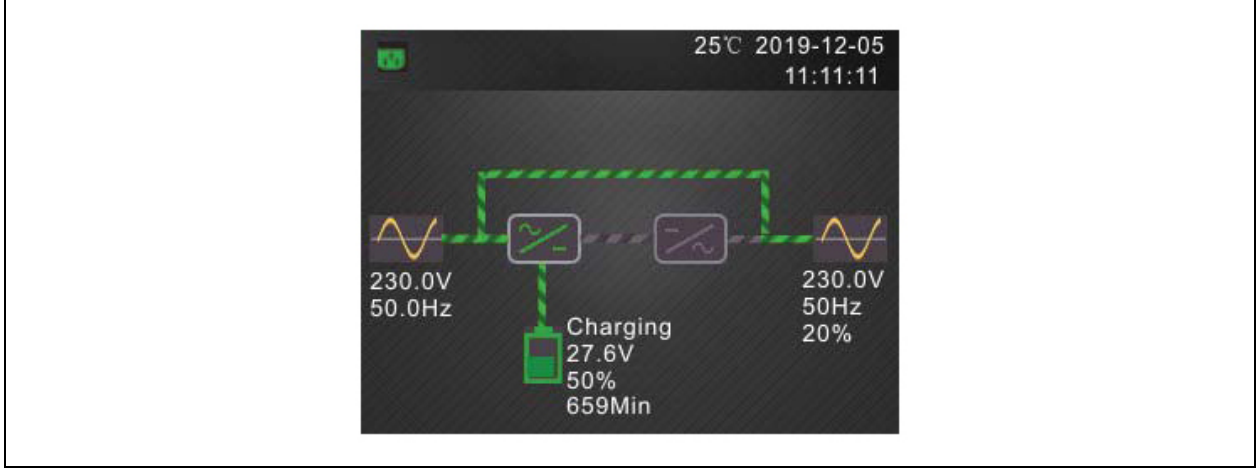 25℃ 2019-12-05
11:11:11
230.0V
50.0Hz
Charging
27.6V
50%
659Min
230.0V
50Hz
20%